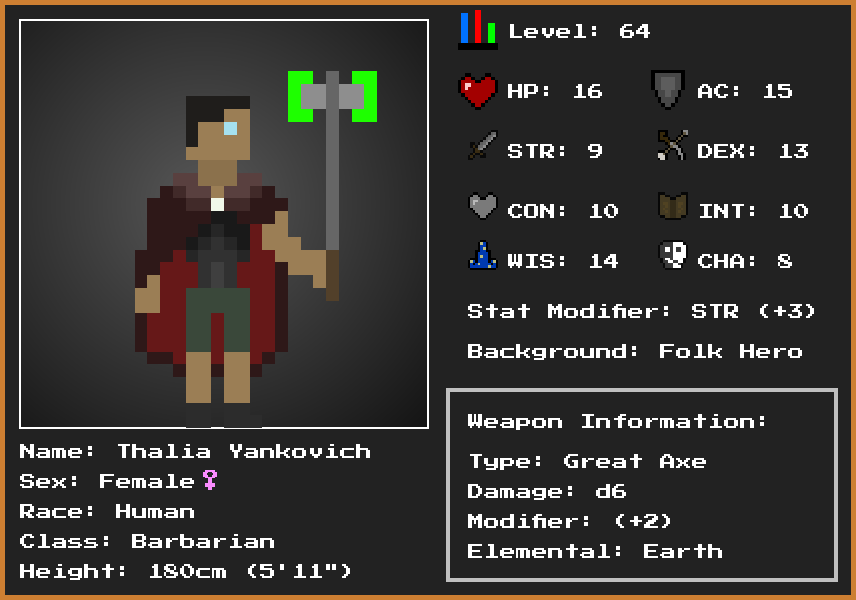 Level: 64
HP: 16 AC: 15
STR: 9 DEX: 13
CON: 10 INT: 10
WIS: 14 CHA: 8
Stat Modifier: STR (+3)
Background: Folk Hero
Weapon Information:
Type: Great Axe
Damage: d6
Modifier: (+2)
Elemental: Earth
Name: Thalia Yankovich
Sex: Female♀
Race: Human
Class: Barbarian
Height: 180cm (5'11")